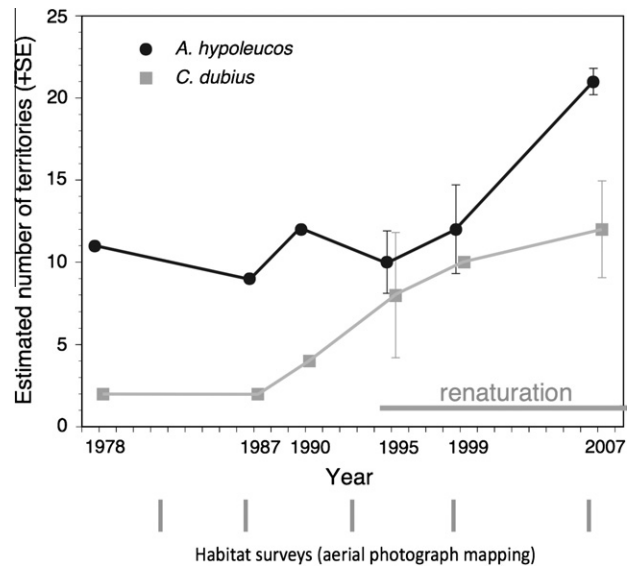 Estimated number of territories (+SE)
25
20
15
10
5
0
A. hypoleucos
C. dubius
renaturation
1978
1987
1990
1995
1999
2007
Year
Habitat surveys (aerial photograph mapping)